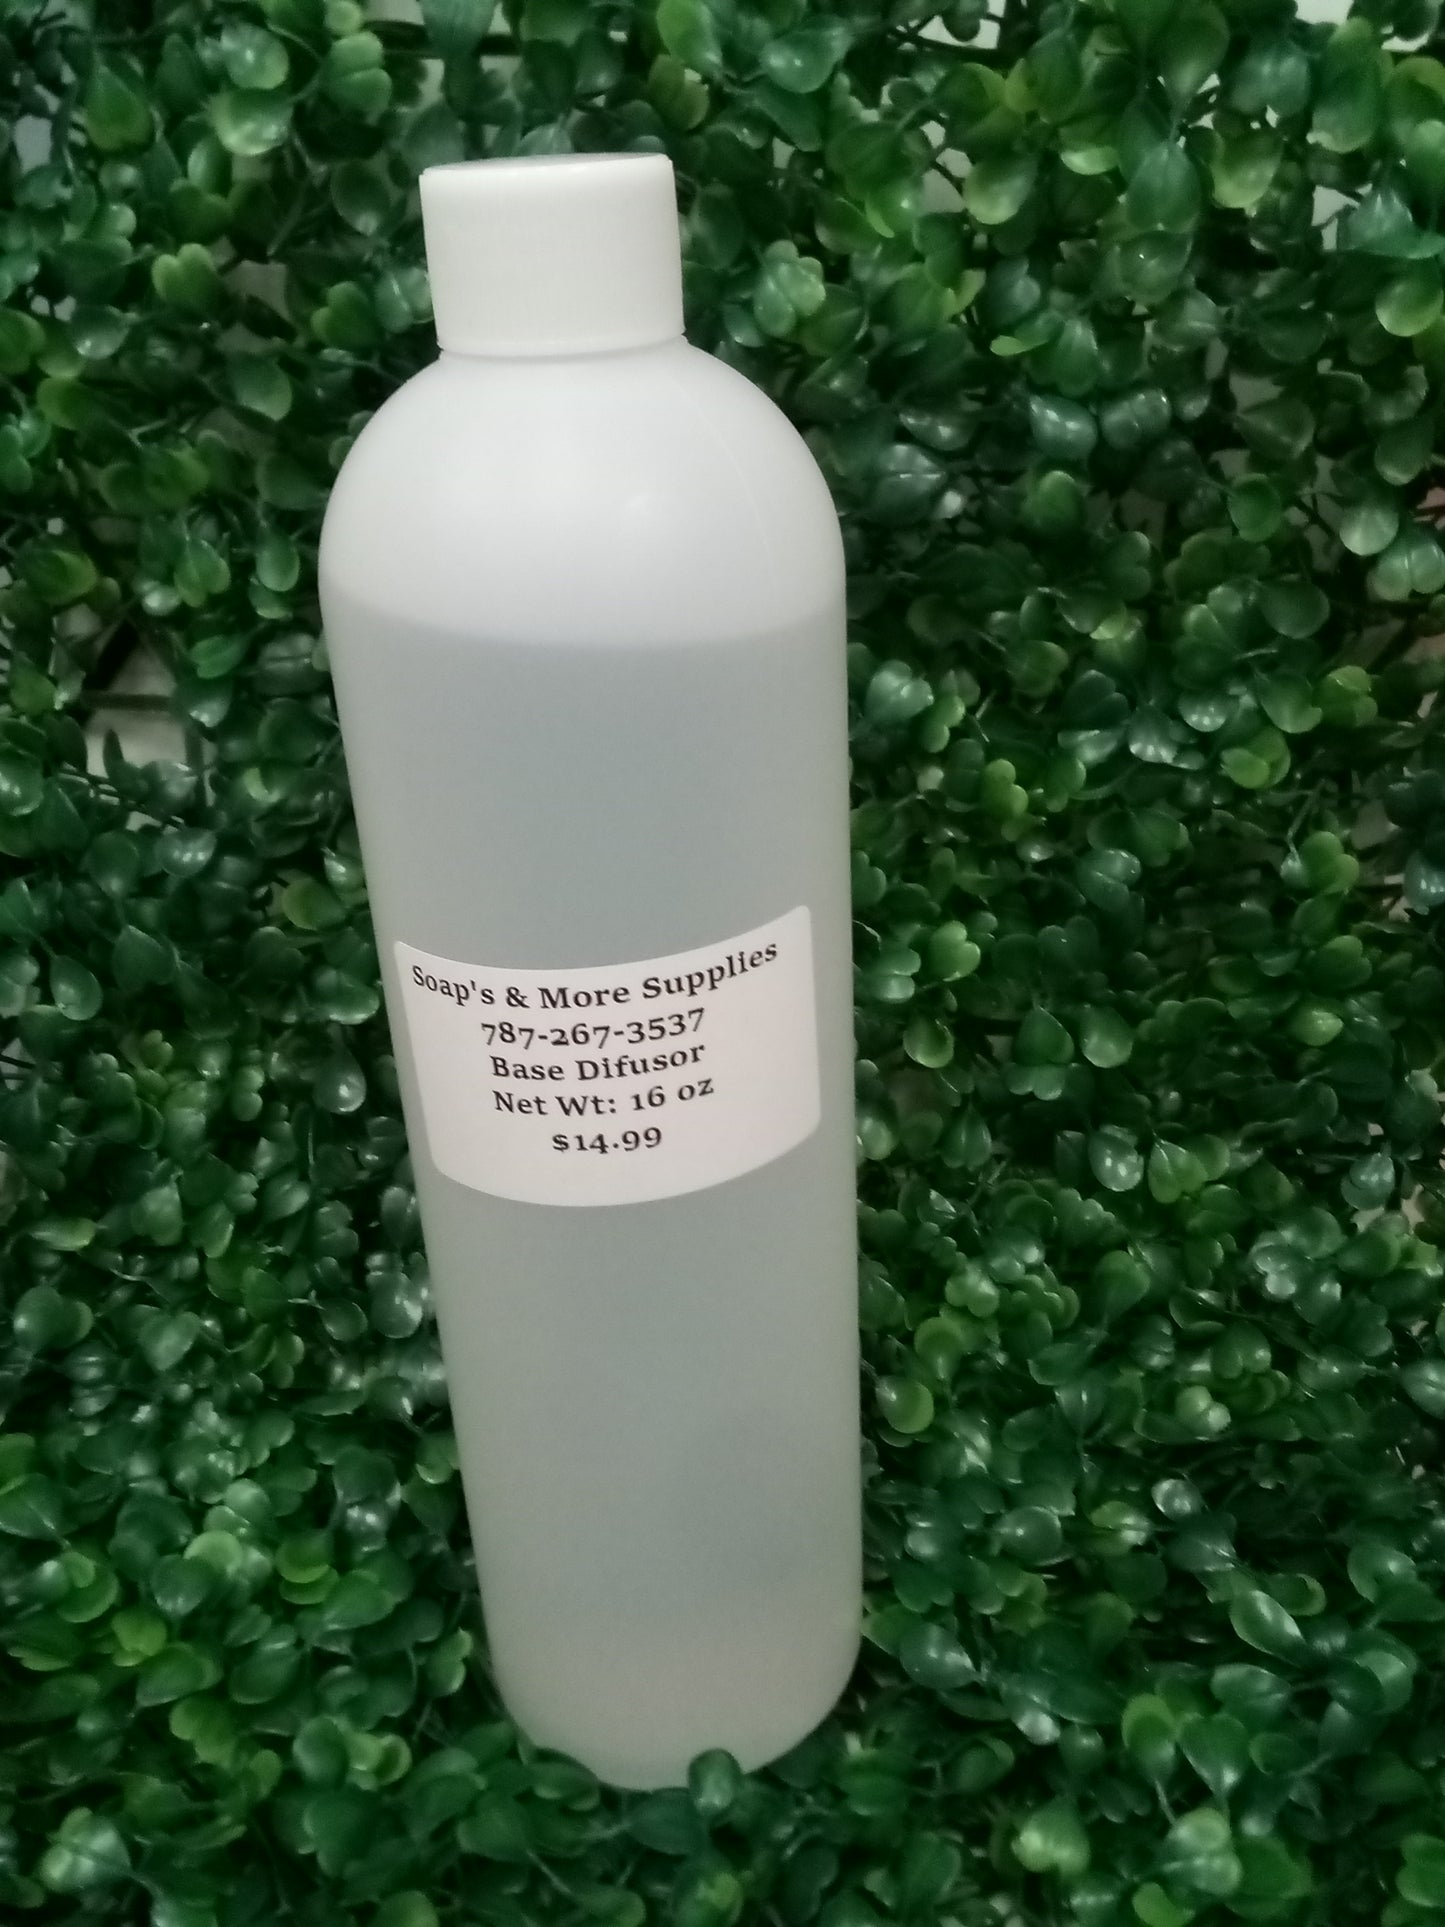 Soap's & More Supplies
787-267-3537
Base Difusor
Net Wt: 16 oz
$14.99